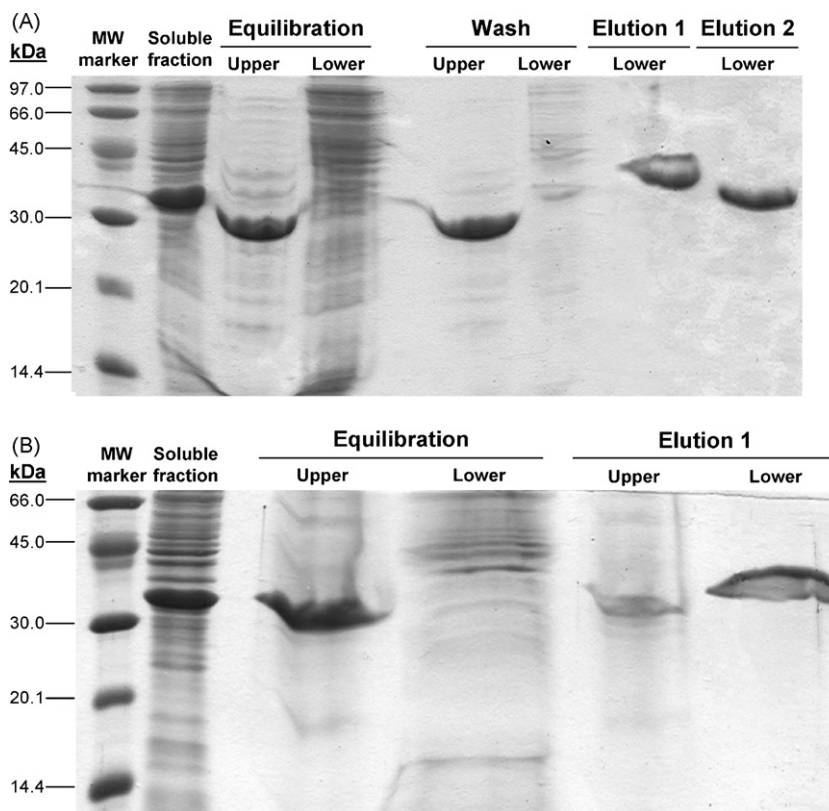 (A)
kDa
MW marker
Soluble fraction
Equilibration
Upper Lower
Wash
Upper Lower
Elution 1
Lower
Elution 2
Lower
97.0
66.0
45.0
30.0
20.1
14.4
(B)
kDa
MW marker
Soluble fraction
Equilibration
Upper Lower
Elution 1
Upper Lower
66.0
45.0
30.0
20.1
14.4